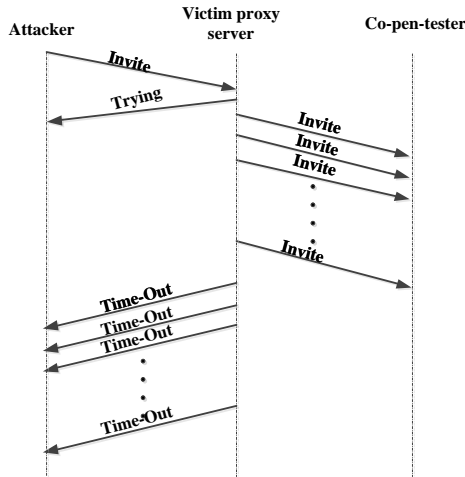 Attacker
Victim proxy
server
Co-pen-tester
Invite
Trying
Invite
Invite
Invite
Invite
Time-Out
Time-Out
Time-Out
Time-Out